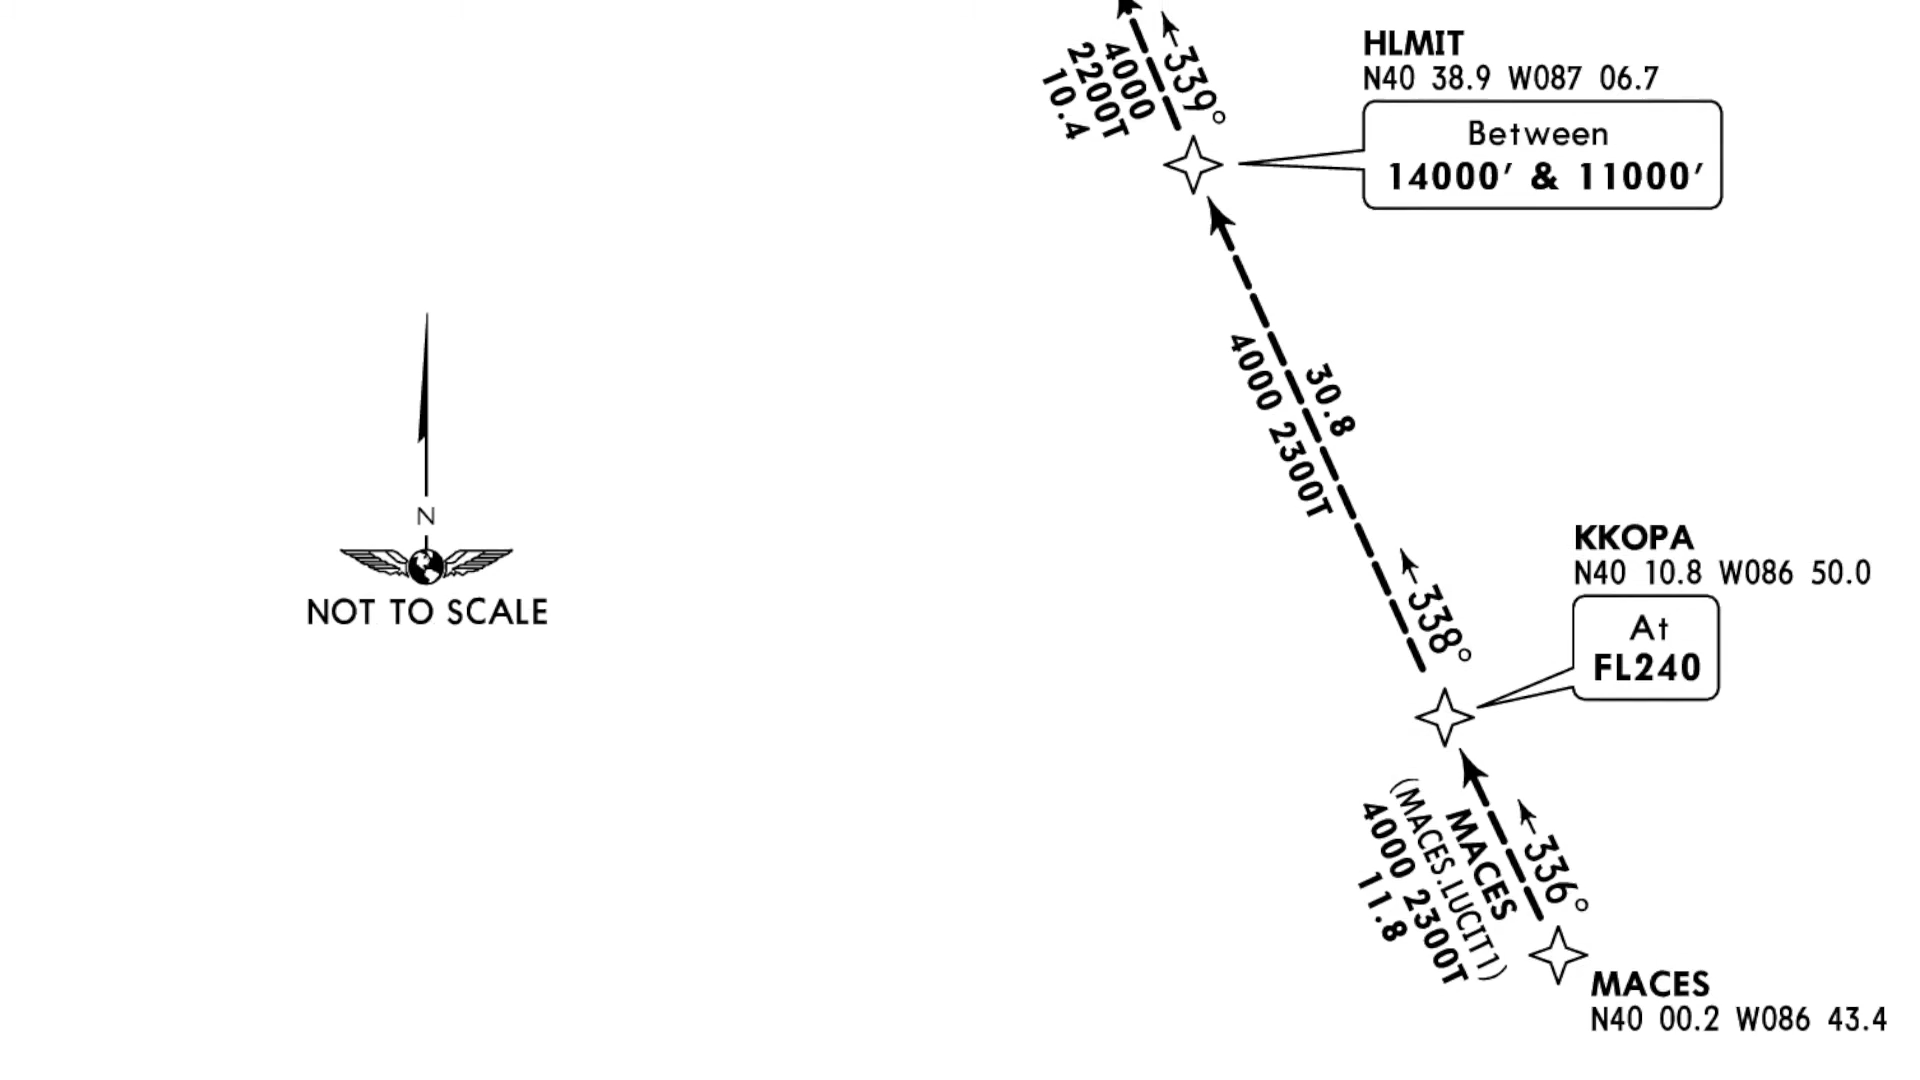 339°
4000
2200T
10.4
HLMIT
N40 38.9 W087 06.7
Between
14000′ & 11000′
30.8
4000 2300T
338°
N
NOT TO SCALE
KKOPA
N40 10.8 W086 50.0
At
FL240
336°
MACES
(MACES.LUCIT1)
4000 2300T
11.8
MACES
N40 00.2 W086 43.4